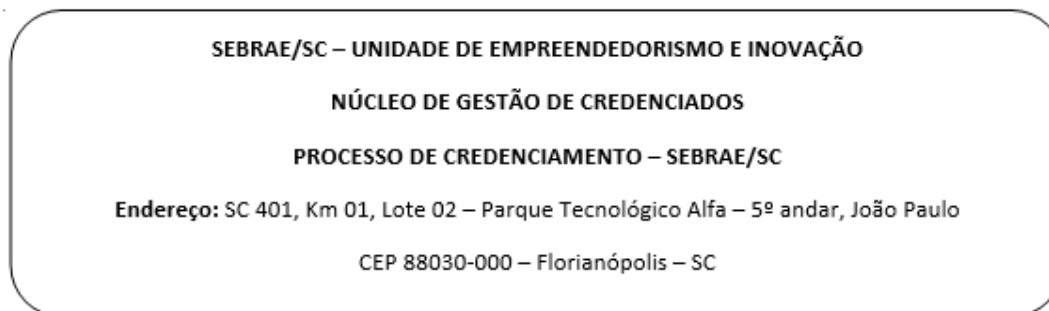 SEBRAE/SC – UNIDADE DE EMPREENDEDORISMO E INOVAÇÃO
NÚCLEO DE GESTÃO DE CREDENCIADOS
PROCESSO DE CREDENCIAMENTO – SEBRAE/SC
Endereço: SC 401, Km 01, Lote 02 – Parque Tecnológico Alfa – 5º andar, João Paulo
CEP 88030-000 – Florianópolis – SC